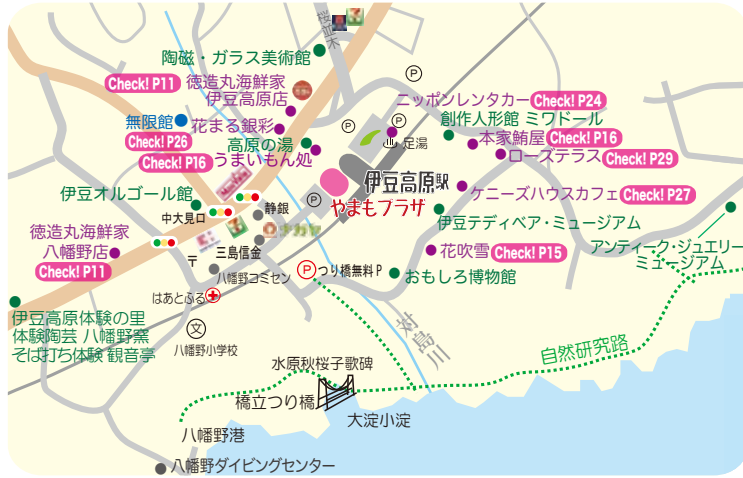 桜並木
陶磁・ガラス美術館
Check! P11 徳造丸海鮮家
伊豆高原店
無限館
Check! P26
花まる銀彩
高原の湯
Check! P16 うまいもん処
P
P
P
P
ニッポンレンタカー Check! P24
創作人形館 ミワドール
足湯
本家鮪屋 Check! P16
ローズテラス Check! P29
伊豆高原駅
やまもプラザ
ケニーズハウスカフェ Check! P27
伊豆テディベア・ミュージアム
花吹雪 Check! P15
アンティーク・ジュエリー
ミュージアム
おもしろ博物館
伊豆オルゴール館
中大見口
静銀
三島信金
徳造丸海鮮家
八幡野店
Check! P11
〒
八幡野コミセン
P つり橋無料P
はあとふる
文
八幡野小学校
伊豆高原体験の里
体験陶芸 八幡野窯
そば打ち体験 観音亭
対島川
自然研究路
水原秋桜子歌碑
橋立つり橋
大淀小淀
八幡野港
八幡野ダイビングセンター